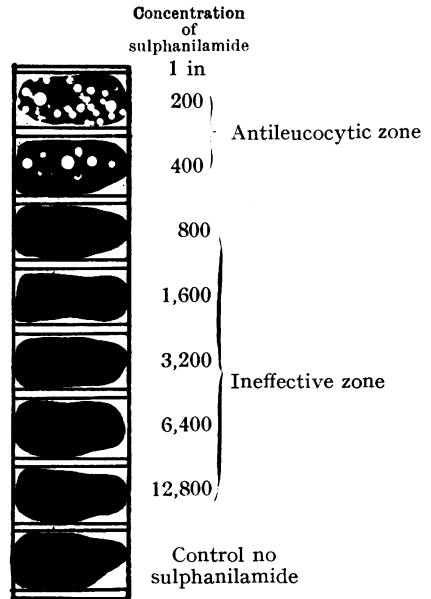 Concentration
of
sulphanilamide
1 in
200
Antileucocytic zone
400
800
1,600
3,200
Ineffective zone
6,400
12,800
Control no
sulphanilamide